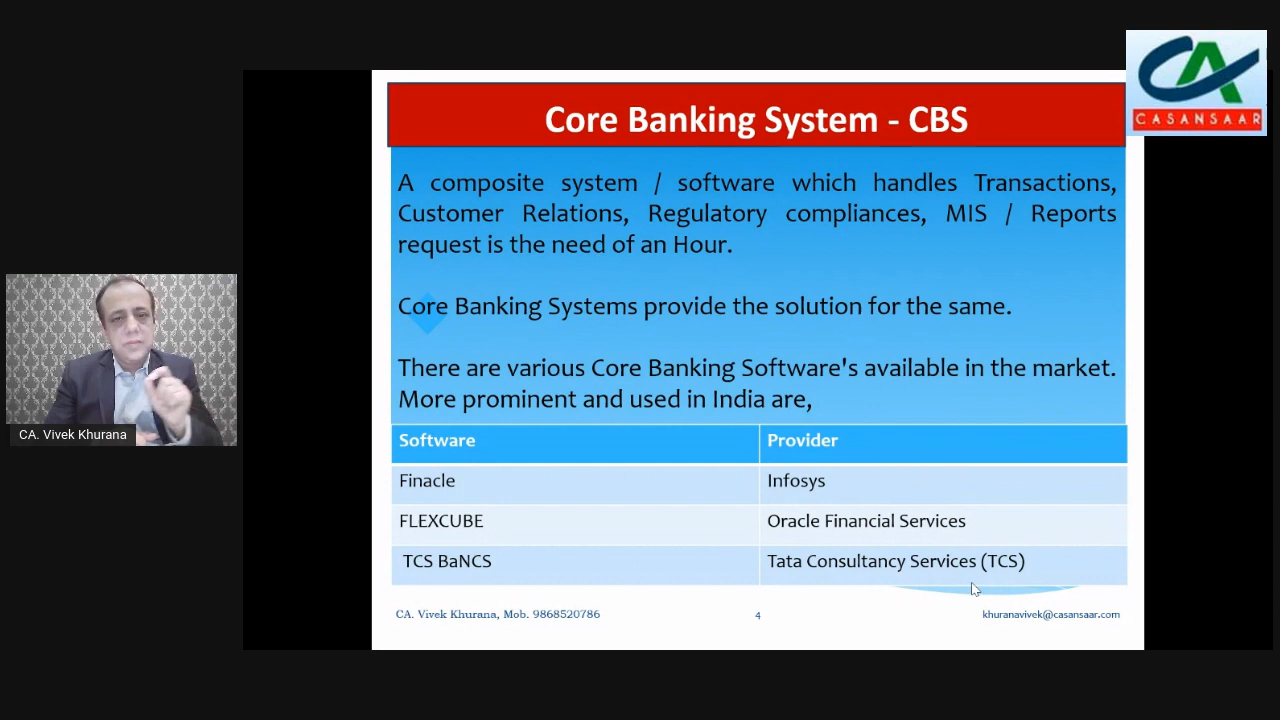 CASANSAAR
Core Banking System - CBS
A composite system / software which handles Transactions,
Customer Relations, Regulatory compliances, MIS / Reports
request is the need of an Hour.
Core Banking Systems provide the solution for the same.
There are various Core Banking Software's available in the market.
More prominent and used in India are,
Software Provider
Finacle Infosys
FLEXCUBE Oracle Financial Services
TCS BaNCS Tata Consultancy Services (TCS)
CA. Vivek Khurana, Mob. 9868520786 4 khuranavivek@casansaar.com
CA. Vivek Khurana